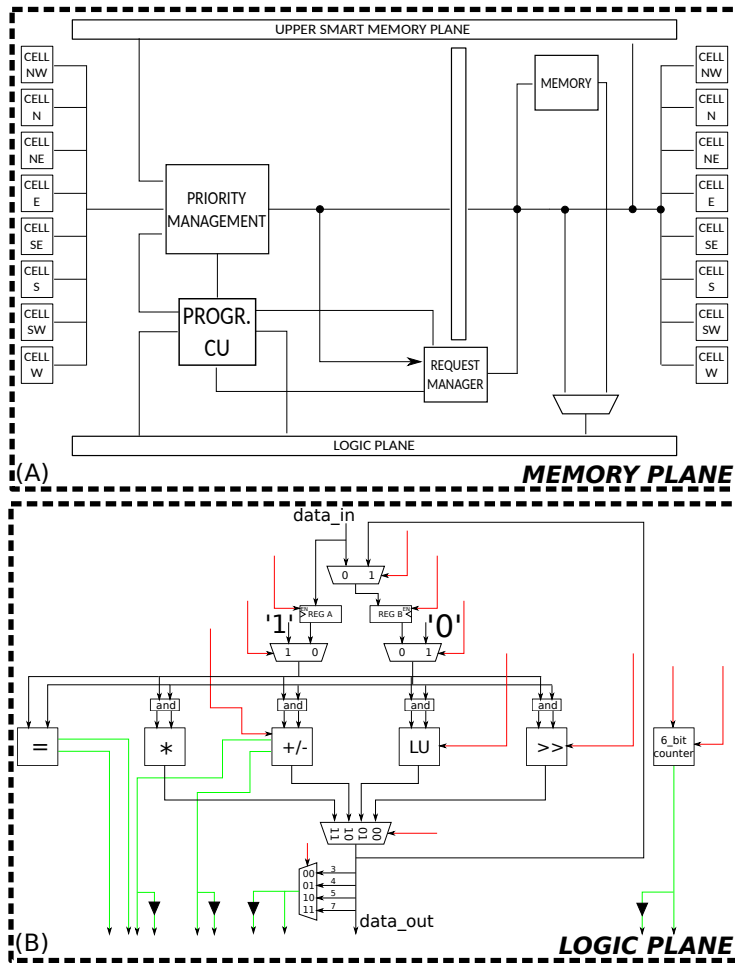 UPPER SMART MEMORY PLANE
CELL
NW
CELL
N
CELL
NE
CELL
E
CELL
SE
CELL
S
CELL
SW
CELL
W
PRIORITY
MANAGEMENT
PROGR.
CU
REQUEST
MANAGER
MEMORY
CELL
NW
CELL
N
CELL
NE
CELL
E
CELL
SE
CELL
S
CELL
SW
CELL
W
LOGIC PLANE
(A)
MEMORY PLANE
data_in
0 1
EN
REG A
REG B
EN
'1'
'0'
1 0
0 1
and
and
and
and
=
*
+/-
LU
>>
6_bit
counter
11
10
01
00
00
01
10
11
3
4
5
7
data_out
(B)
LOGIC PLANE